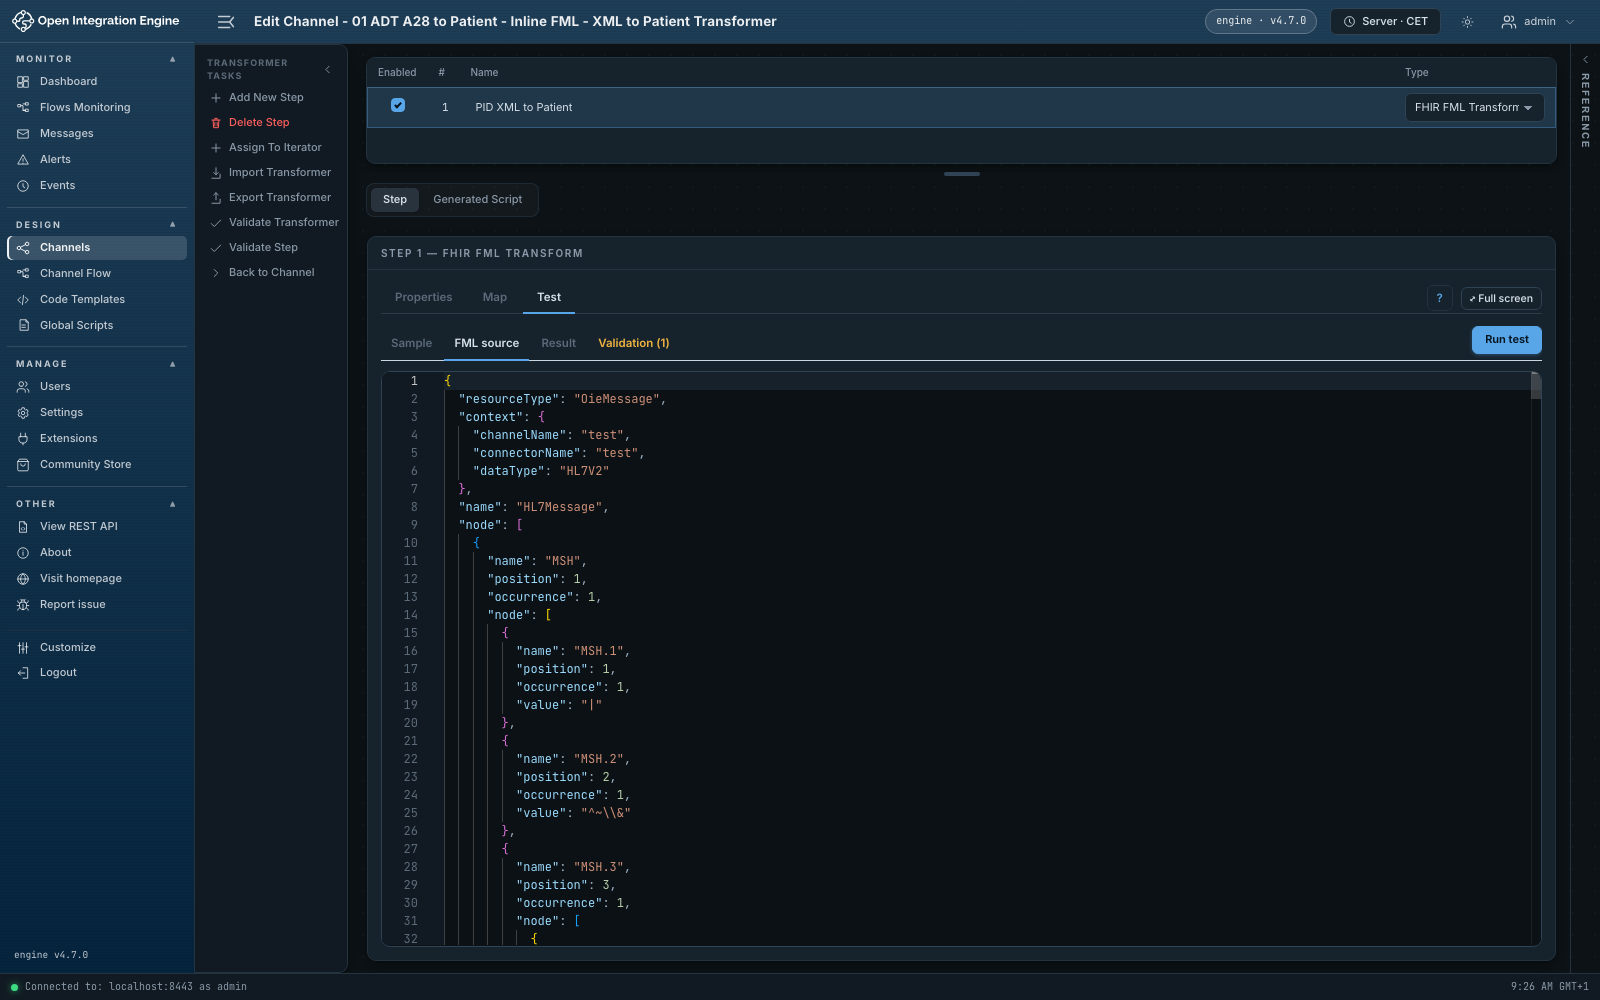 Open Integration Engine
Edit Channel - 01 ADT A28 to Patient - Inline FML - XML to Patient Transformer
engine · v4.7.0
Server · CET
admin
MONITOR
Dashboard
Flows Monitoring
Messages
Alerts
Events
DESIGN
Channels
Channel Flow
Code Templates
Global Scripts
MANAGE
Users
Settings
Extensions
Community Store
OTHER
View REST API
About
Visit homepage
Report issue
Customize
Logout
engine v4.7.0
TRANSFORMER
TASKS
Add New Step
Delete Step
Assign To Iterator
Import Transformer
Export Transformer
Validate Transformer
Validate Step
Back to Channel
Enabled # Name Type
1 PID XML to Patient FHIR FML Transform
REFERENCE
Step Generated Script
STEP 1 — FHIR FML TRANSFORM
Properties Map Test
? Full screen
Sample FML source Result Validation (1)
Run test
1 {
2 "resourceType": "OieMessage",
3 "context": {
4 "channelName": "test",
5 "connectorName": "test",
6 "dataType": "HL7V2"
7 },
8 "name": "HL7Message",
9 "node": [
10 {
11 "name": "MSH",
12 "position": 1,
13 "occurrence": 1,
14 "node": [
15 {
16 "name": "MSH.1",
17 "position": 1,
18 "occurrence": 1,
19 "value": "|"
20 },
21 {
22 "name": "MSH.2",
23 "position": 2,
24 "occurrence": 1,
25 "value": "^~\\&"
26 },
27 {
28 "name": "MSH.3",
29 "position": 3,
30 "occurrence": 1,
31 "node": [
32 {
Connected to: localhost:8443 as admin
9:26 AM GMT+1